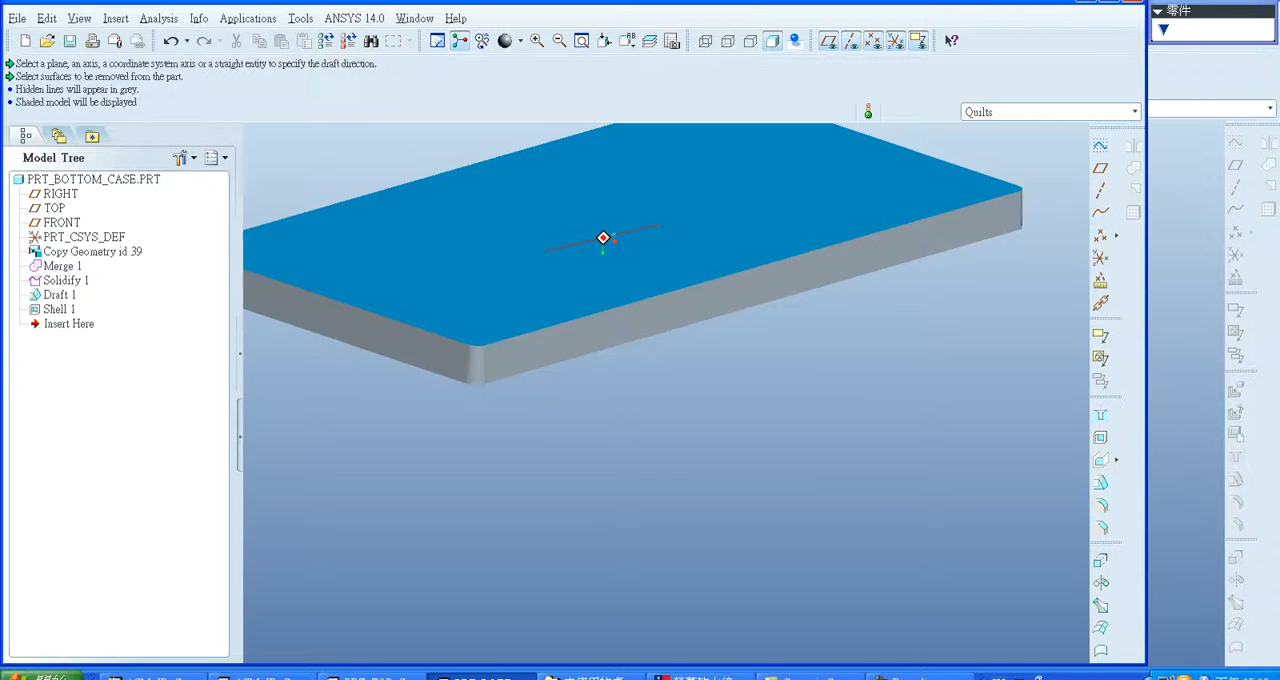 File Edit View Insert Info Analysis Applications Tools ANSYS 14.0 Window Help
零件
Select a plane, an axis, a coordinate system axis or a straight entity to specify the draft direction.
Select surfaces to be removed from the part.
Hidden lines will appear in grey.
Shaded model will be displayed
Quilts
Model Tree
PRT_BOTTOM_CASE.PRT
RIGHT
TOP
FRONT
PRT_CSYS_DEF
Copy Geometry id 39
Merge 1
Solidify 1
Draft 1
Shell 1
Insert Here